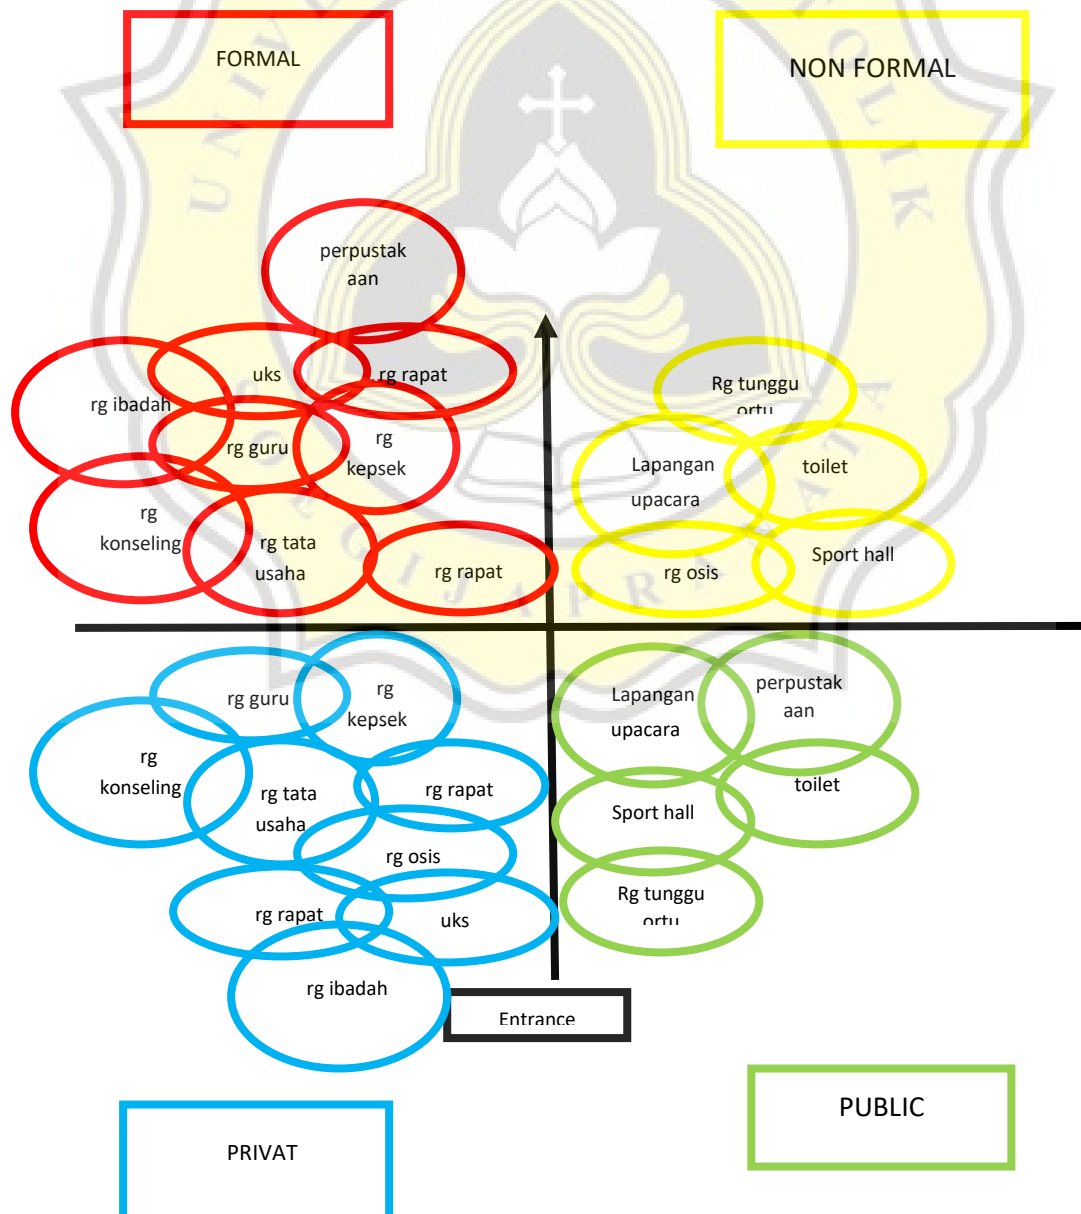 FORMAL
NON FORMAL
perpustak
aan
uks
rg rapat
rg ibadah
rg guru
rg
kepsek
rg
konseling
rg tata
usaha
rg rapat
Rg tunggu
ortu
Lapangan
upacara
toilet
rg osis
Sport hall
rg guru
rg
kepsek
rg
konseling
rg tata
usaha
rg rapat
rg osis
rg rapat
uks
rg ibadah
Lapangan
upacara
perpustak
aan
Sport hall
toilet
Rg tunggu
ortu
Entrance
PRIVAT
PUBLIC